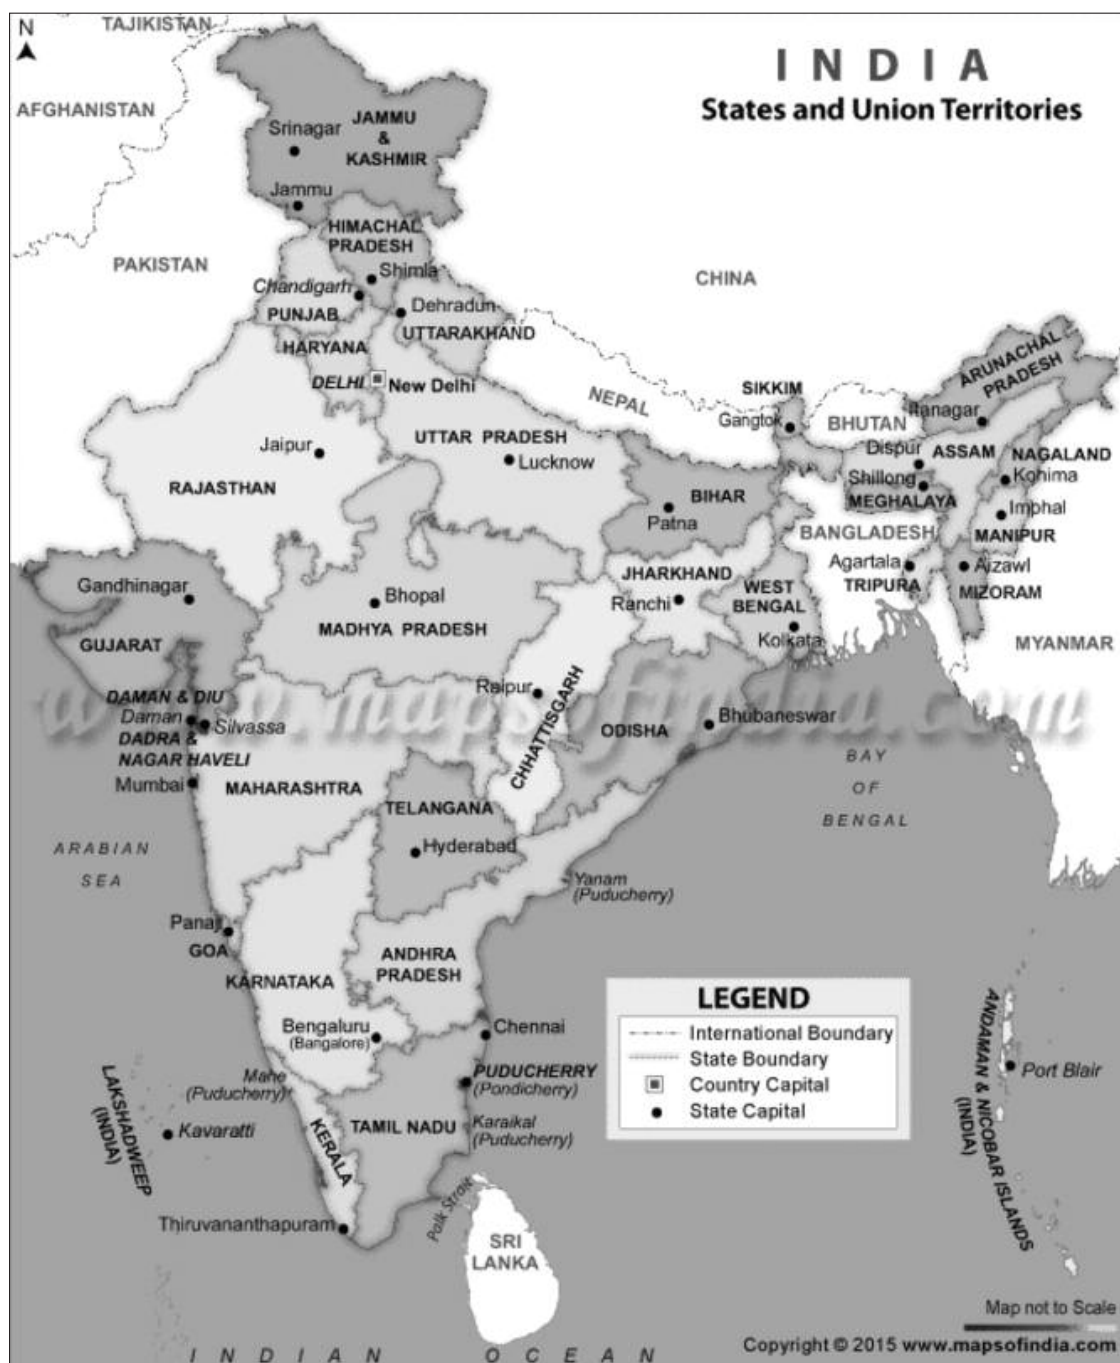 TAJIKISTAN
N
INDIA
States and Union Territories
AFGHANISTAN
JAMMU
&
KASHMIR
Srinagar
Jammu
HIMACHAL
PRADESH
PAKISTAN
Shimla
CHINA
Chandigarh
PUNJAB
Dehradun
UTTARAKHAND
HARYANA
DELHI
New Delhi
NEPAL
SIKKIM
Gangtok
BHUTAN
ARUNACHAL
PRADESH
Itanagar
Jaipur
RAJASTHAN
UTTAR PRADESH
Lucknow
Dispur
ASSAM
NAGALAND
Kohima
Shillong
MEGHALAYA
BIHAR
Patna
Imphal
MANIPUR
BANGLADESH
Agartala
TRIPURA
Aizawl
MIZORAM
Gandhinagar
GUJARAT
Bhopal
MADHYA PRADESH
JHARKHAND
Ranchi
WEST
BENGAL
Kolkata
MYANMAR
www.mapsofindia.com
DAMAN & DIU
Daman
Silvassa
DADRA &
NAGAR HAVELI
Mumbai
MAHARASHTRA
Raipur
CHHATTISGARH
ODISHA
Bhubaneswar
BAY
OF
BENGAL
TELANGANA
Hyderabad
ARABIAN
SEA
Yanam
(Puducherry)
Panaji
GOA
KARNATAKA
ANDHRA
PRADESH
Bengaluru
(Bangalore)
Chennai
LEGEND
International Boundary
State Boundary
Country Capital
State Capital
Mahe
(Puducherry)
PUDUCHERRY
(Pondicherry)
LAKSHADWEEP
(INDIA)
Kavaratti
KERALA
TAMIL NADU
Karaikal
(Puducherry)
ANDAMAN & NICOBAR ISLANDS
(INDIA)
Port Blair
Thiruvananthapuram
Palk Strait
SRI
LANKA
Map not to Scale
Copyright © 2015 www.mapsofindia.com
INDIAN OCEAN